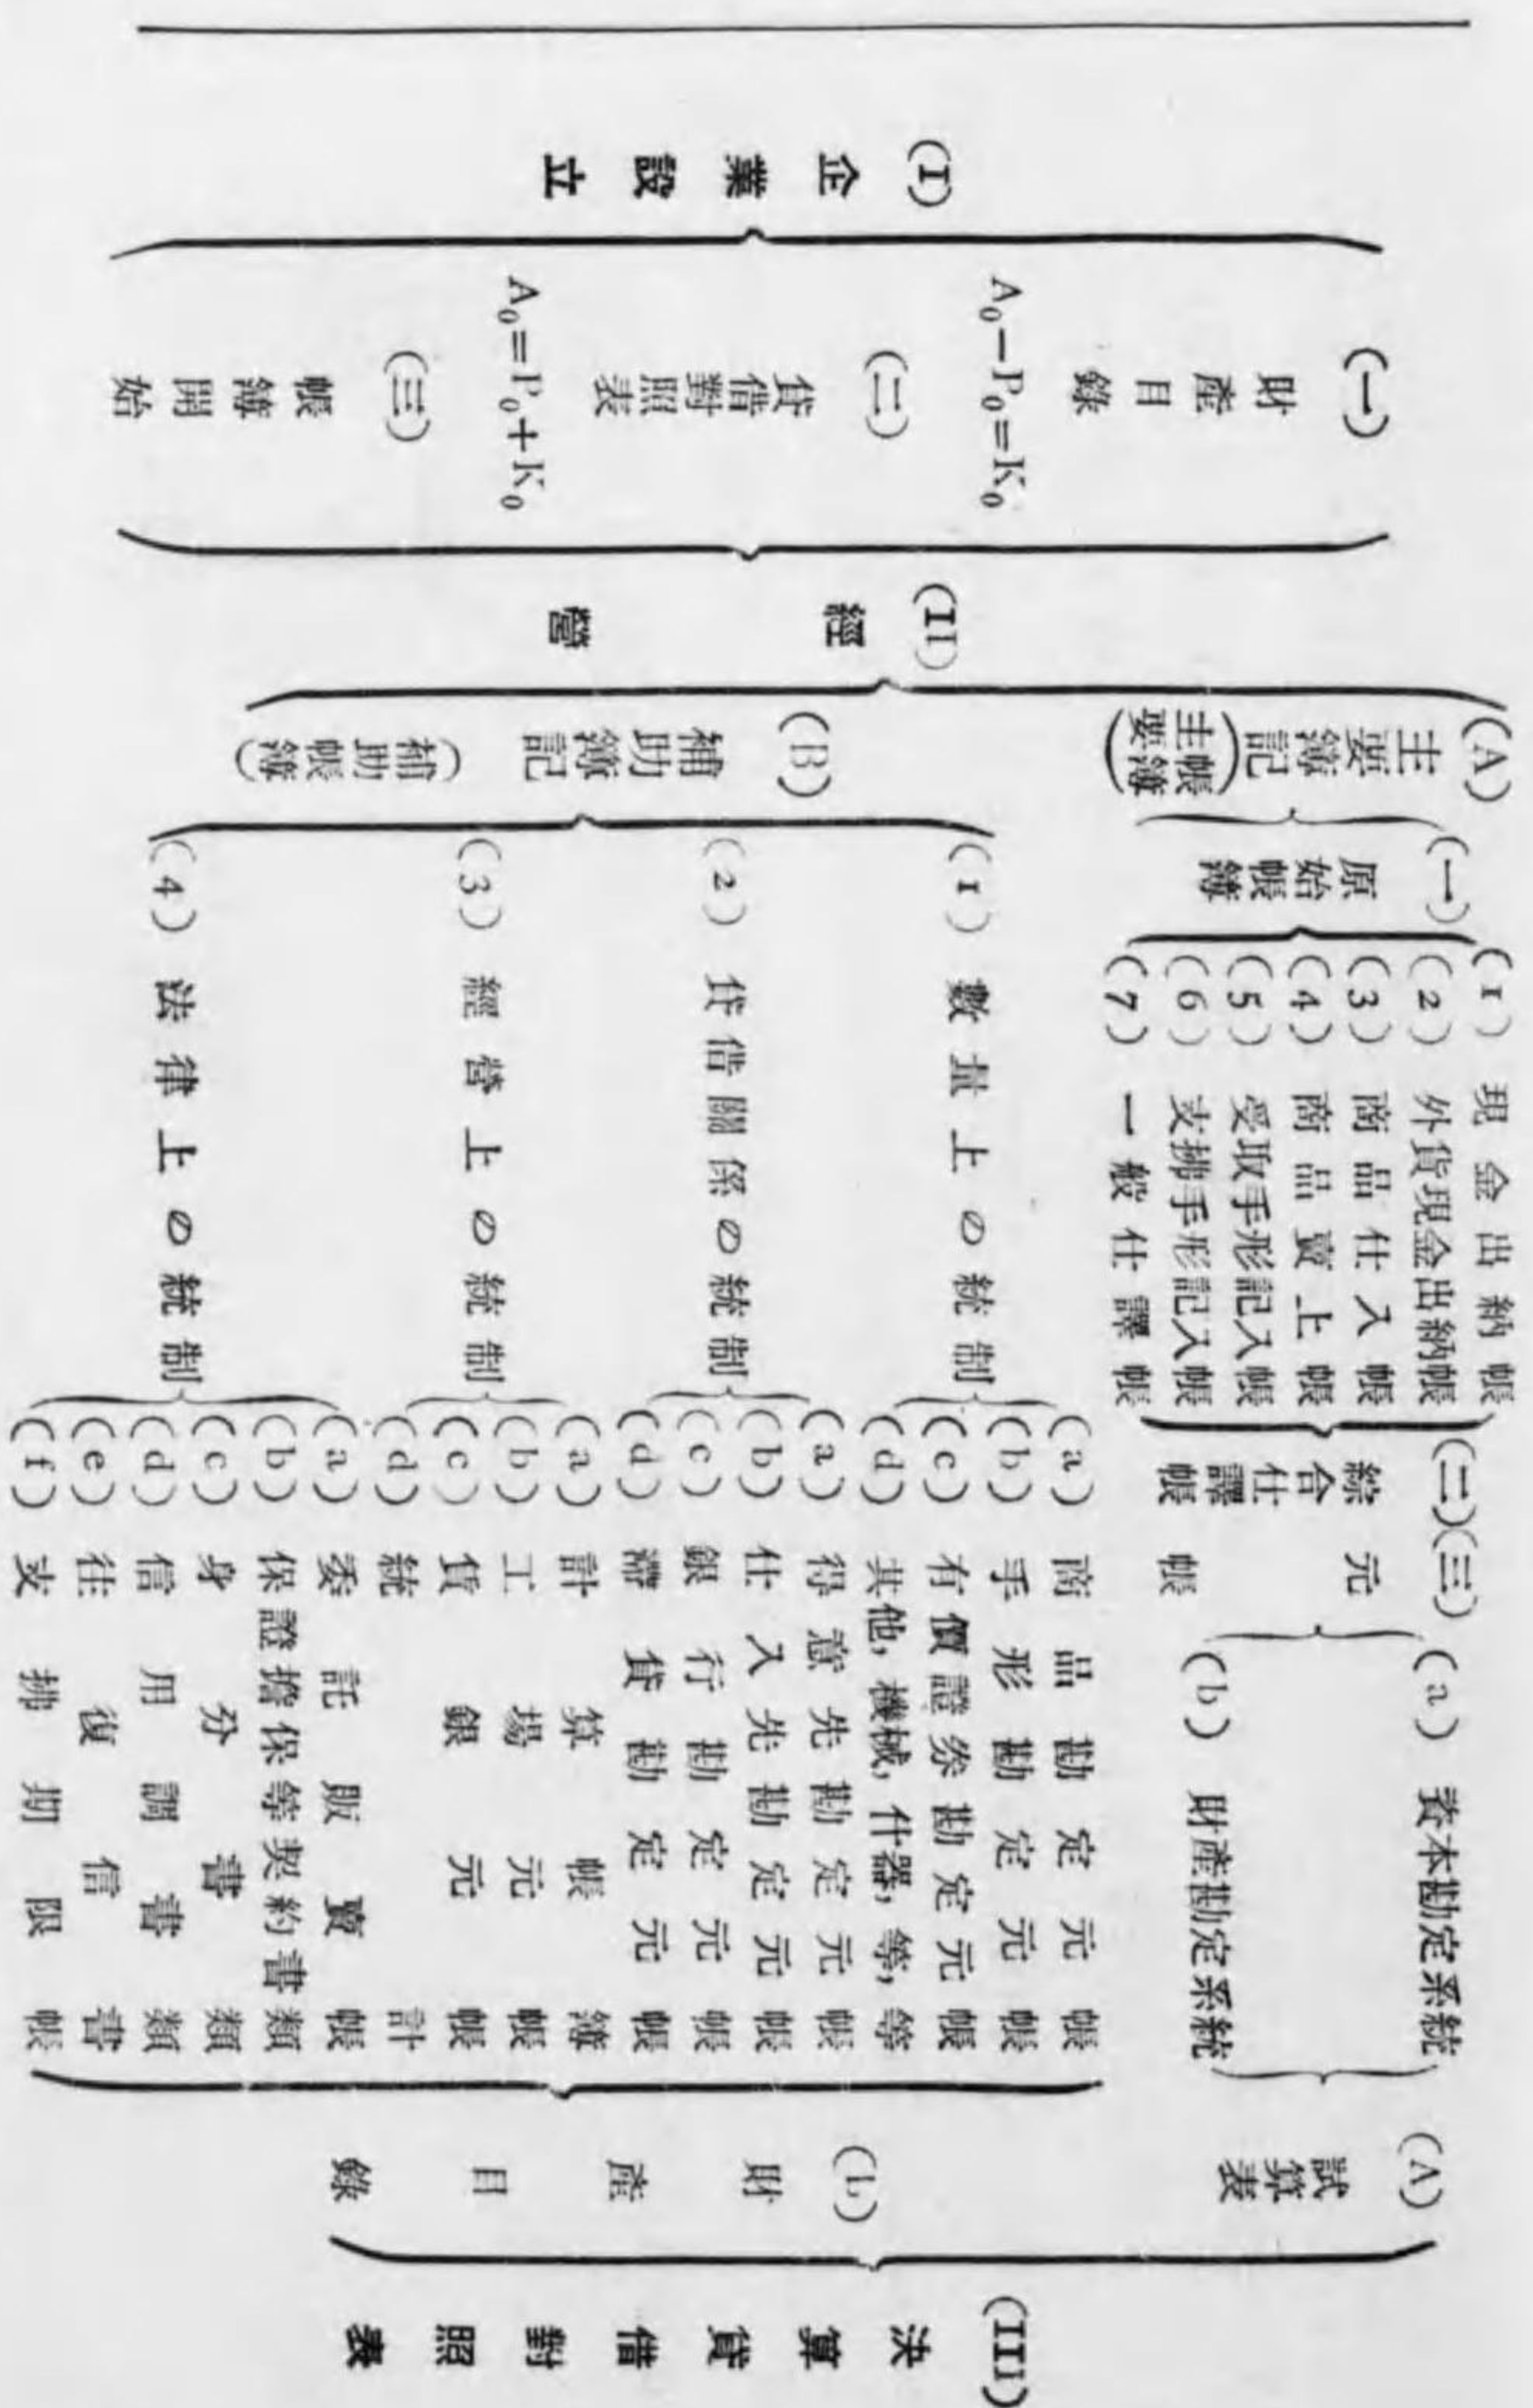 (I) 企業設立
(一) 財產目錄
A₀−P₀=K₀
(二) 貸借對照表
A₀=P₀+K₀
(三) 帳簿開始
(II) 經營
(A) 主要簿記(主要帳簿)
(一) 原始帳簿
(1) 現金出納帳
(2) 外貨現金出納帳
(3) 商品仕入帳
(4) 商品賣上帳
(5) 受取手形記入帳
(6) 支拂手形記入帳
(7) 一般仕譯帳
(二) 綜合仕譯帳
(三) 元帳
(a) 資本勘定系統
(b) 財產勘定系統
(B) 補助簿記(補助帳簿)
(1) 數量上の統制
(a) 商品勘定元帳
(b) 手形勘定元帳
(c) 有價證券勘定元帳
(d) 其他,機械,什器,等,等
(2) 貸借關係の統制
(a) 得意先勘定元帳
(b) 仕入先勘定元帳
(c) 銀行勘定元帳
(d) 滯貸勘定元帳
(3) 經營上の統制
(a) 計算帳簿
(b) 工場元帳
(c) 賃銀元帳
(d) 統計
(4) 法律上の統制
(a) 委託販賣帳
(b) 保證擔保等契約書類
(c) 身分書類
(d) 信用調書類
(e) 往復信書
(f) 支拂期限帳
(A) 試算表
(b) 財產目錄
(III) 決算貸借對照表